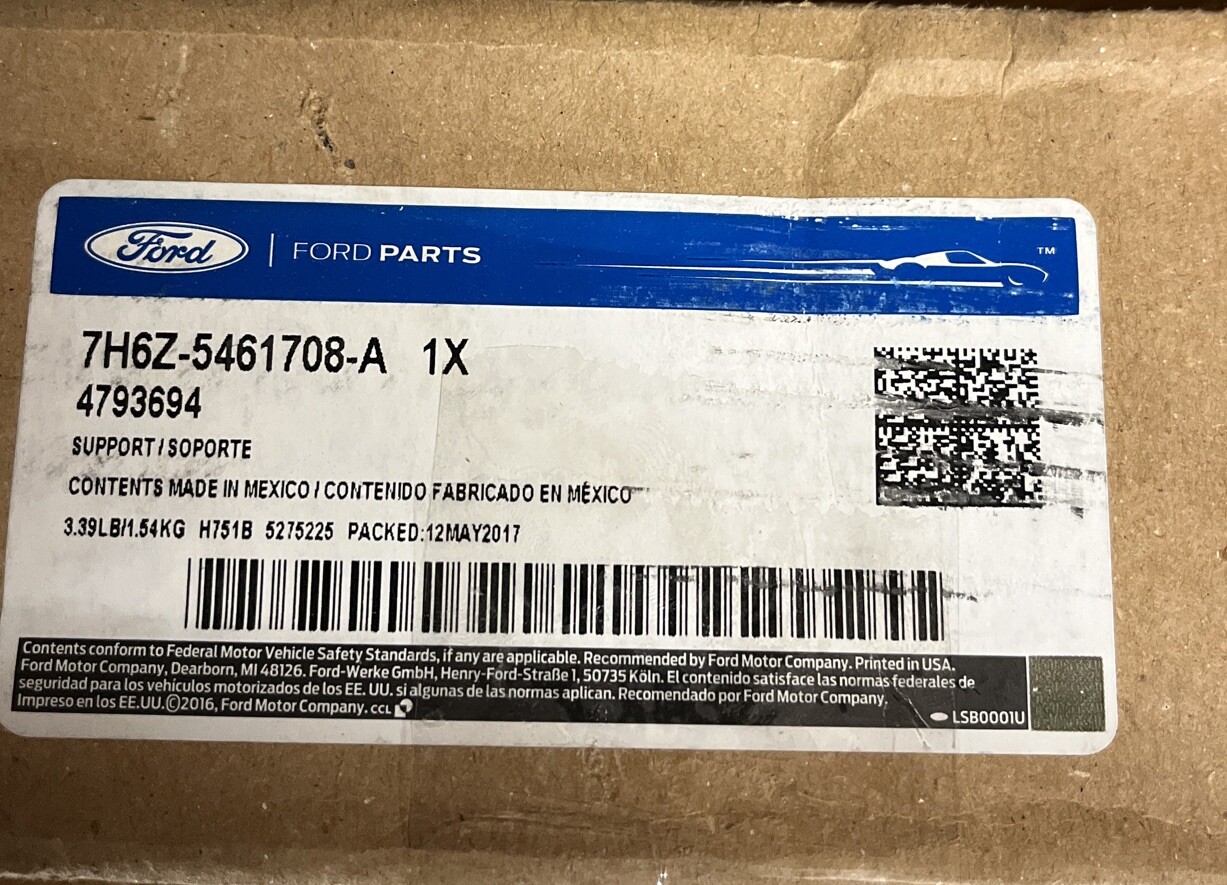 Ford | FORD PARTS ™
7H6Z-5461708-A 1X
4793694
SUPPORT / SOPORTE
CONTENTS MADE IN MEXICO / CONTENIDO FABRICADO EN MÉXICO
3.39LB/1.54KG H751B 5275225 PACKED:12MAY2017
Contents conform to Federal Motor Vehicle Safety Standards, if any are applicable. Recommended by Ford Motor Company. Printed in USA.
Ford Motor Company, Dearborn, MI 48126. Ford-Werke GmbH, Henry-Ford-Straße 1, 50735 Köln. El contenido satisface las normas federales de
seguridad para los vehículos motorizados de los EE. UU. si algunas de las normas aplican. Recomendado por Ford Motor Company.
Impreso en los EE.UU.©2016, Ford Motor Company. CCL
LSB0001U